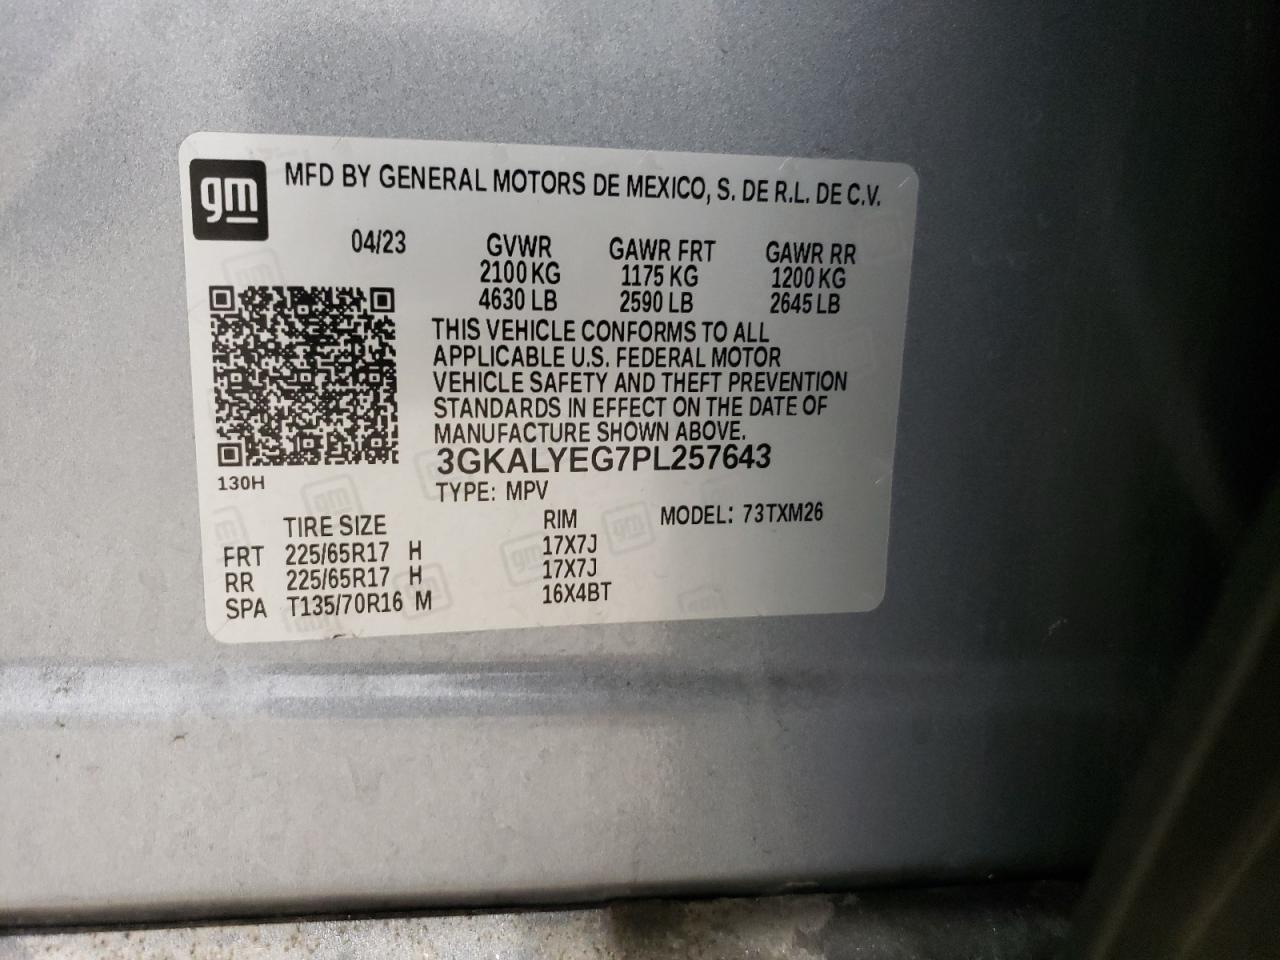 gm
MFD BY GENERAL MOTORS DE MEXICO, S. DE R.L. DE C.V.
04/23 GVWR GAWR FRT GAWR RR
2100 KG 1175 KG 1200 KG
4630 LB 2590 LB 2645 LB
THIS VEHICLE CONFORMS TO ALL
APPLICABLE U.S. FEDERAL MOTOR
VEHICLE SAFETY AND THEFT PREVENTION
STANDARDS IN EFFECT ON THE DATE OF
MANUFACTURE SHOWN ABOVE.
3GKALYEG7PL257643
130H
TYPE: MPV
TIRE SIZE RIM MODEL: 73TXM26
FRT 225/65R17 H 17X7J
RR 225/65R17 H 17X7J
SPA T135/70R16 M 16X4BT